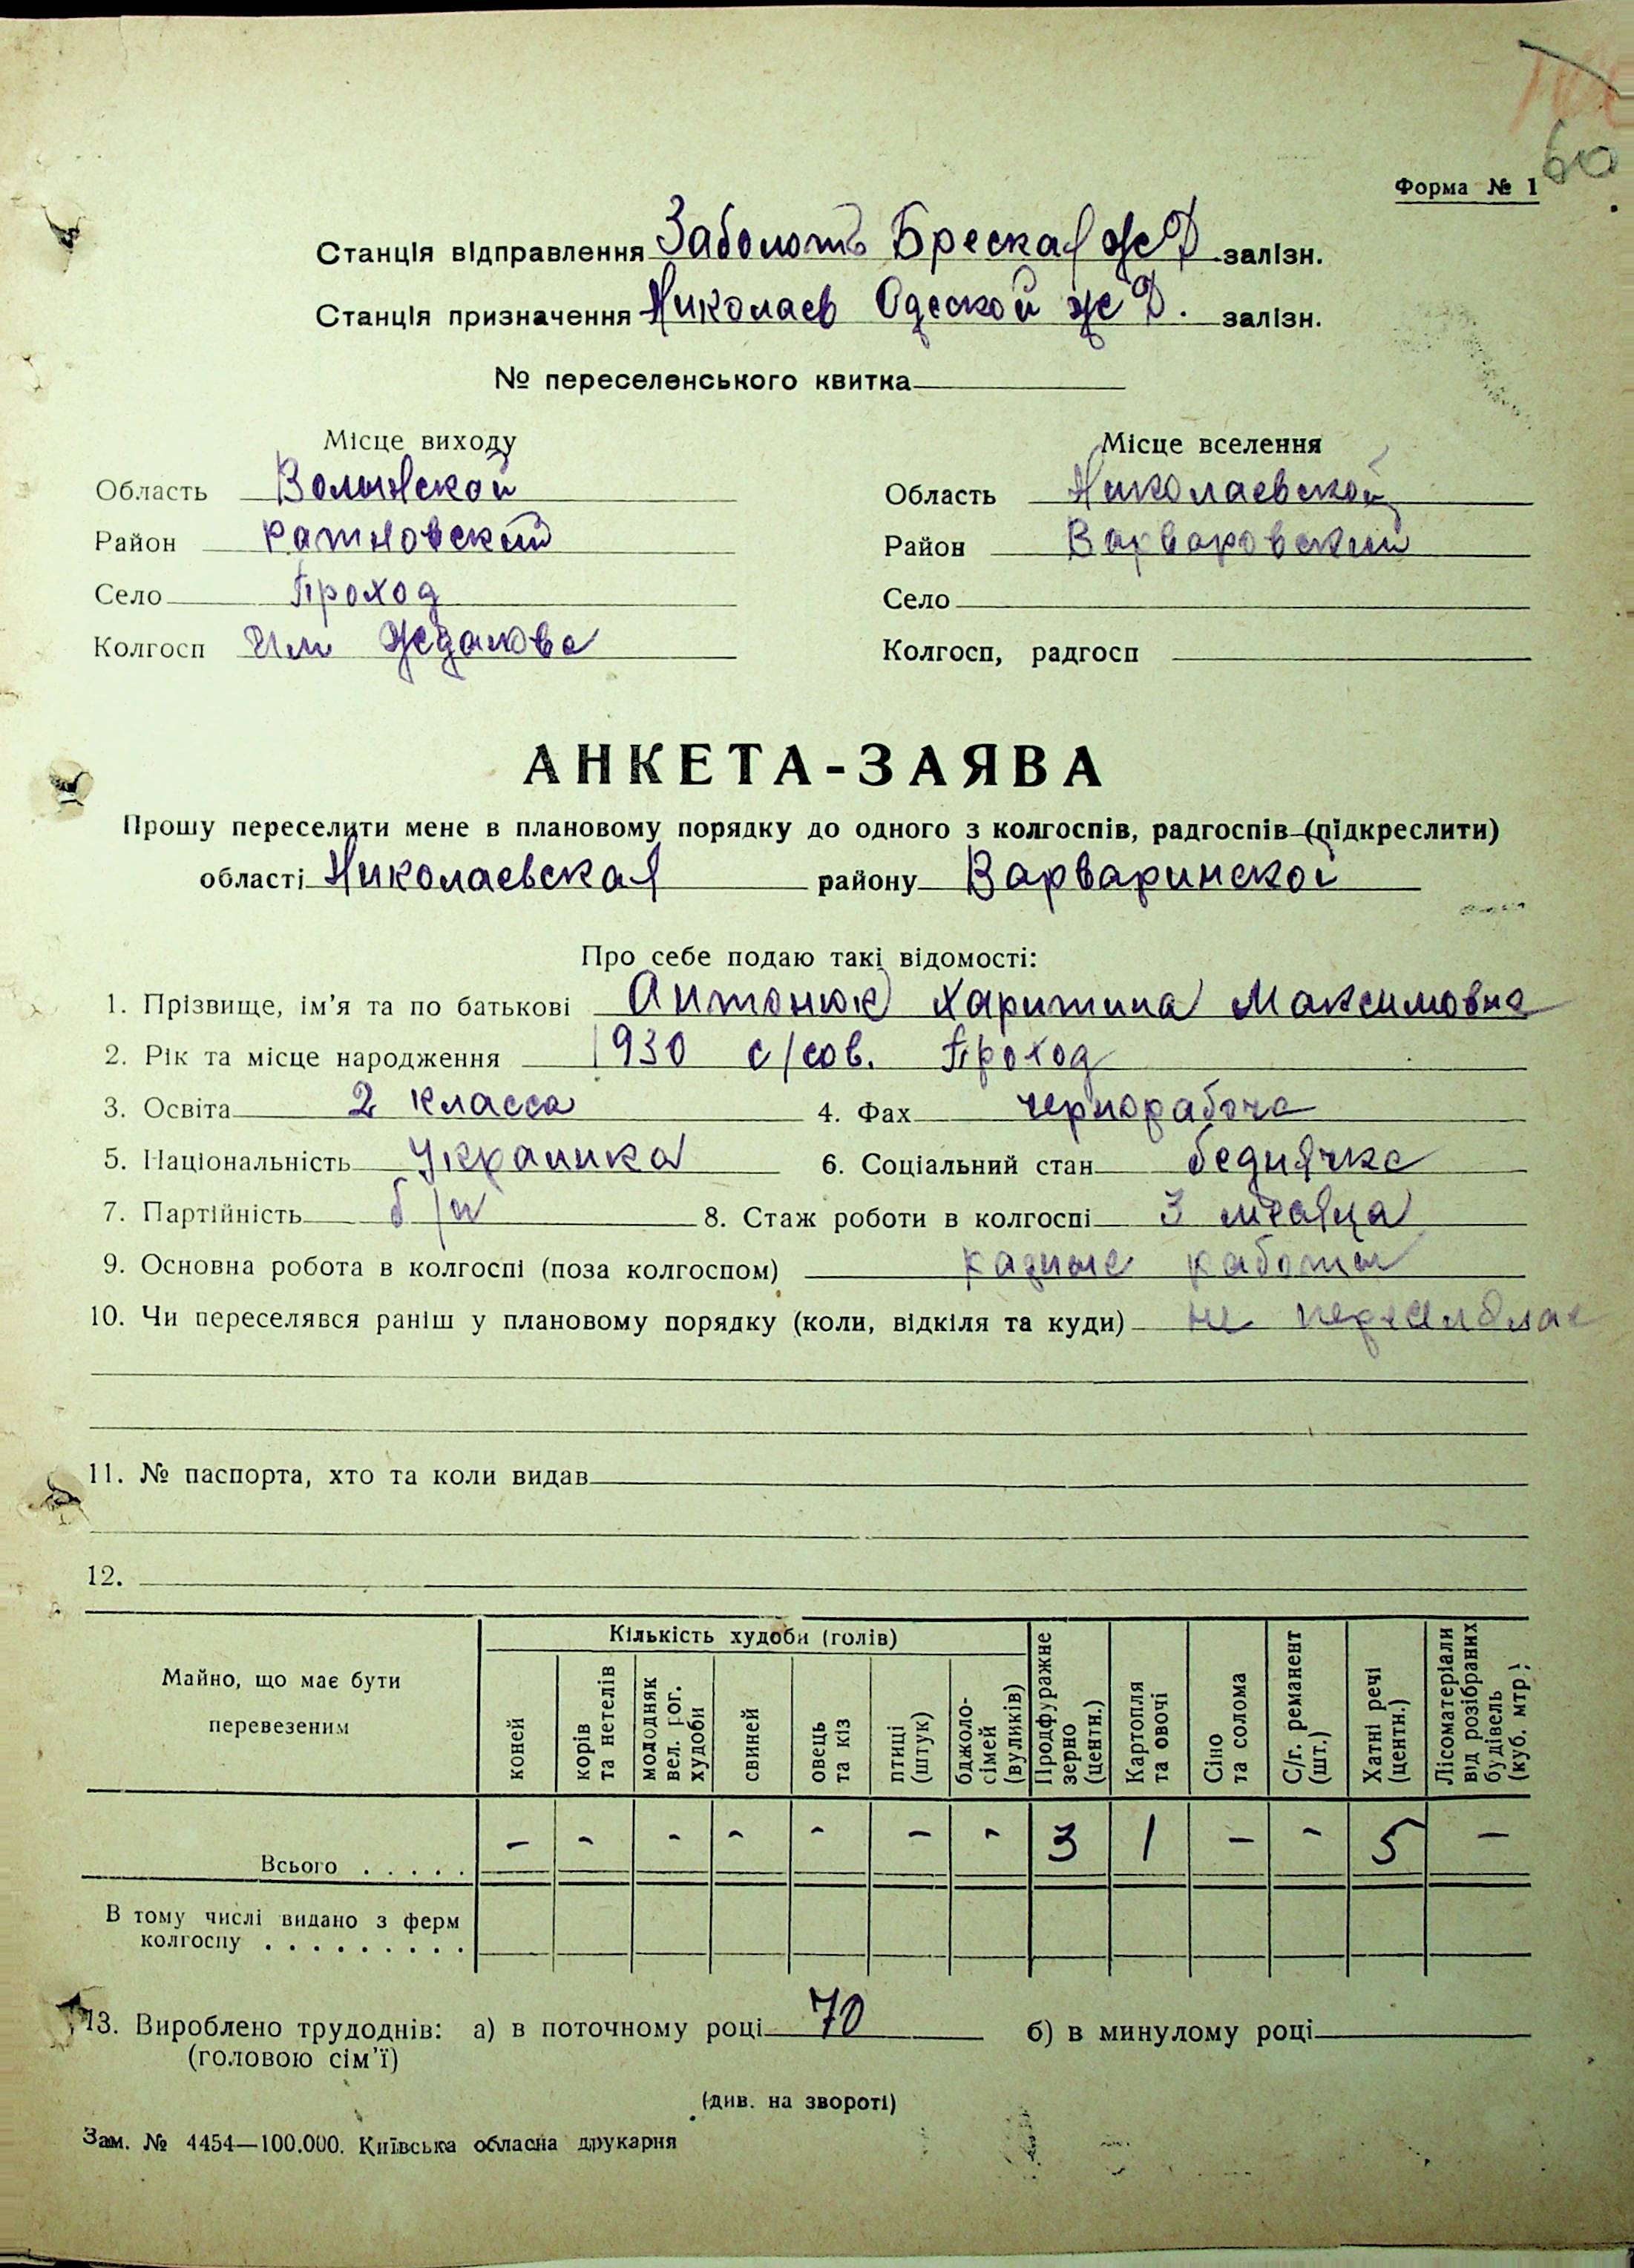 60
Форма № 1
Станція відправлення Заболоть Бреская ЖД залізн.
Станція призначення Николаев Одеской жД. залізн.
№ переселенського квитка
Місце виходу Місце вселення
Область Волынской Область Николаевской
Район Ратновский Район Варваровский
Село Проход Село
Колгосп Им Жданова Колгосп, радгосп
АНКЕТА-ЗАЯВА
Прошу переселити мене в плановому порядку до одного з колгоспів, радгоспів (підкреслити)
області Николаевская району Варваринской
Про себе подаю такі відомості:
1. Прізвище, ім'я та по батькові Антонюк Харитина Максимовна
2. Рік та місце народження 1930 с/сов. Проход
3. Освіта 2 класса 4. Фах чернорабоча
5. Національність Украинка 6. Соціальний стан беднячка
7. Партійність б/п 8. Стаж роботи в колгоспі 3 месяца
9. Основна робота в колгоспі (поза колгоспом) радные работы
10. Чи переселявся раніш у плановому порядку (коли, відкіля та куди) не
11. № паспорта, хто та коли видав
12.
Майно, що має бути перевезеним
Кількість худоби (голів)
коней
корів та нетелів
молодняк вел. рог. худоби
свиней
овець та кіз
птиці (штук)
бджоло-сімей (вуликів)
Продфуражне зерно (центн.)
Картопля та овочі
Сіно та солома
С/г. реманент (шт.)
Хатні речі (центн.)
Лісоматеріали від розібраних будівель (куб. мтр.)
Всього . . . . . - - - - - - - 3 1 - - 5 -
В тому числі видано з ферм
колгоспу . . . . . . . . .
13. Вироблено трудоднів: а) в поточному році 70 б) в минулому році
(головою сім'ї)
(див. на звороті)
Зам. № 4454—100.000. Київська обласна друкарня